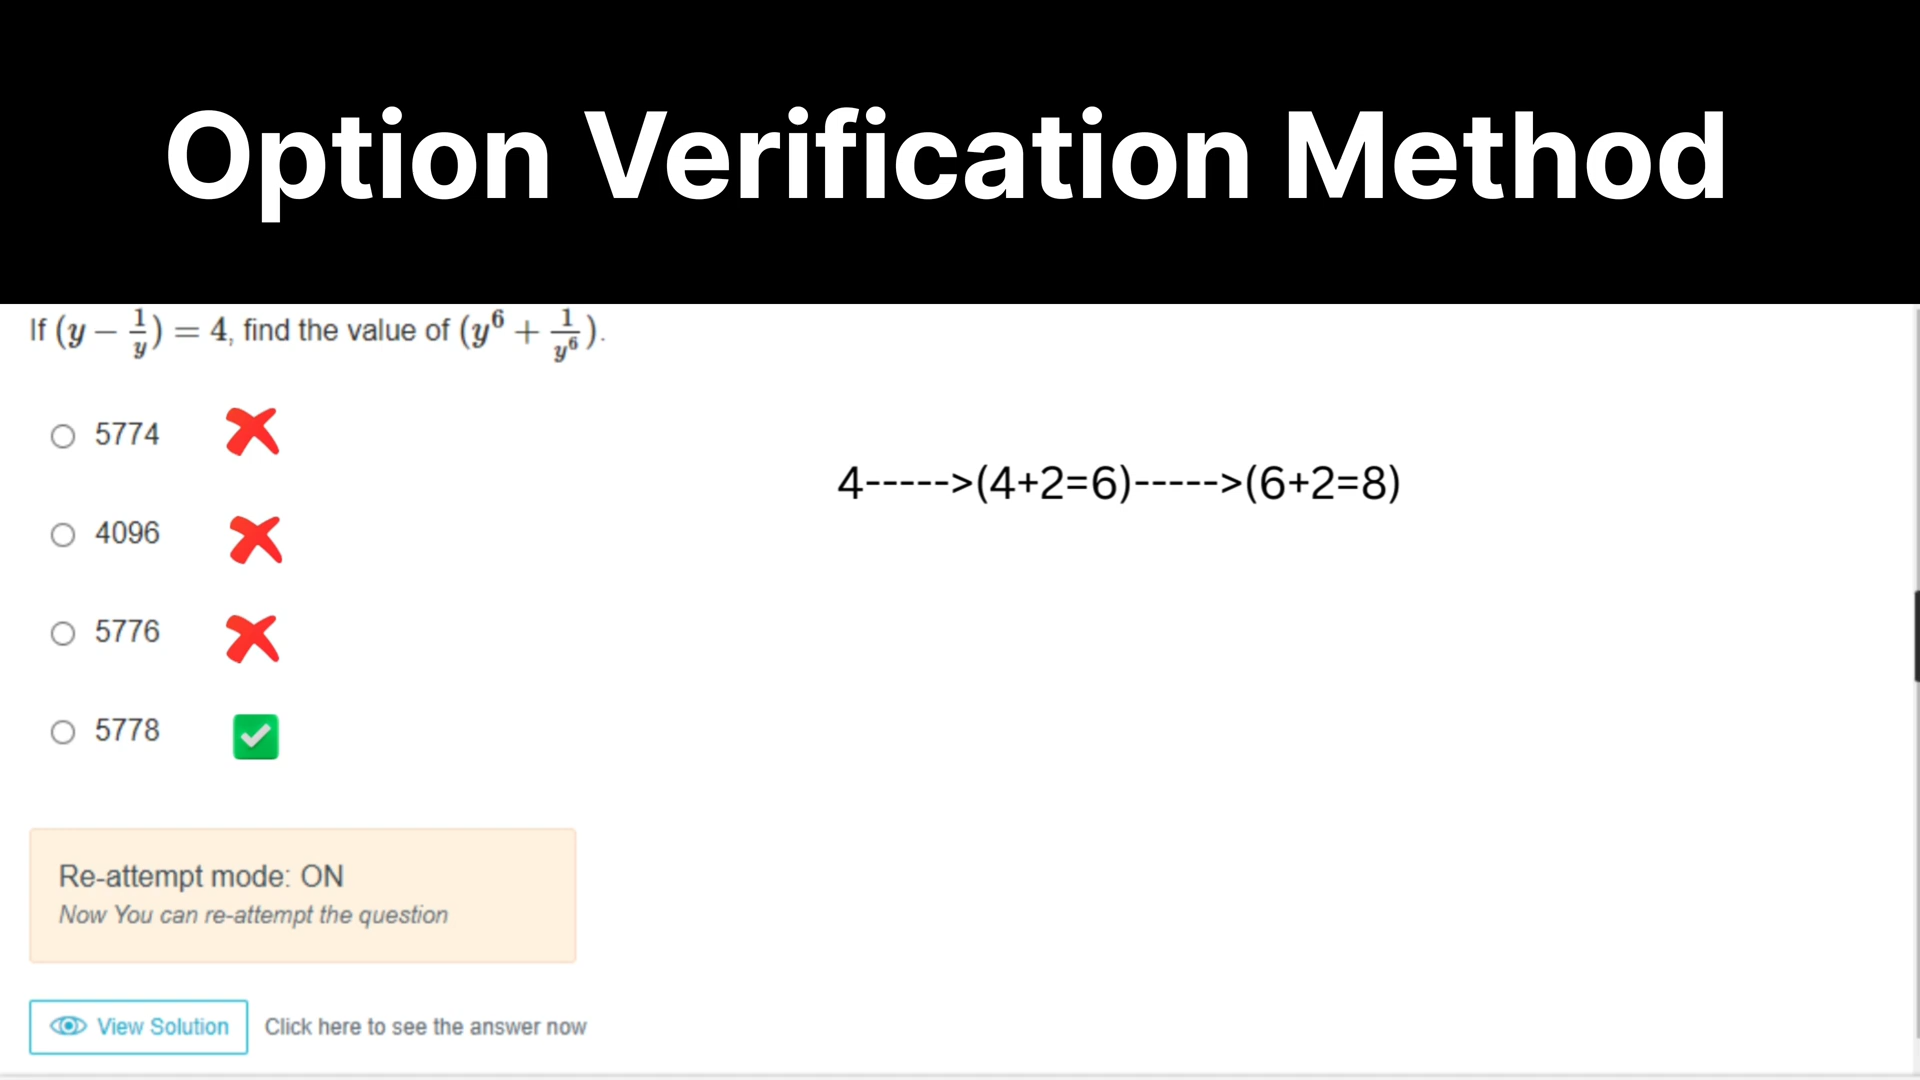 Option Verification Method
If (y − 1/y) = 4, find the value of (y⁶ + 1/y⁶).
5774
4096
4----->(4+2=6)----->(6+2=8)
5776
5778
Re-attempt mode: ON
Now You can re-attempt the question
View Solution Click here to see the answer now